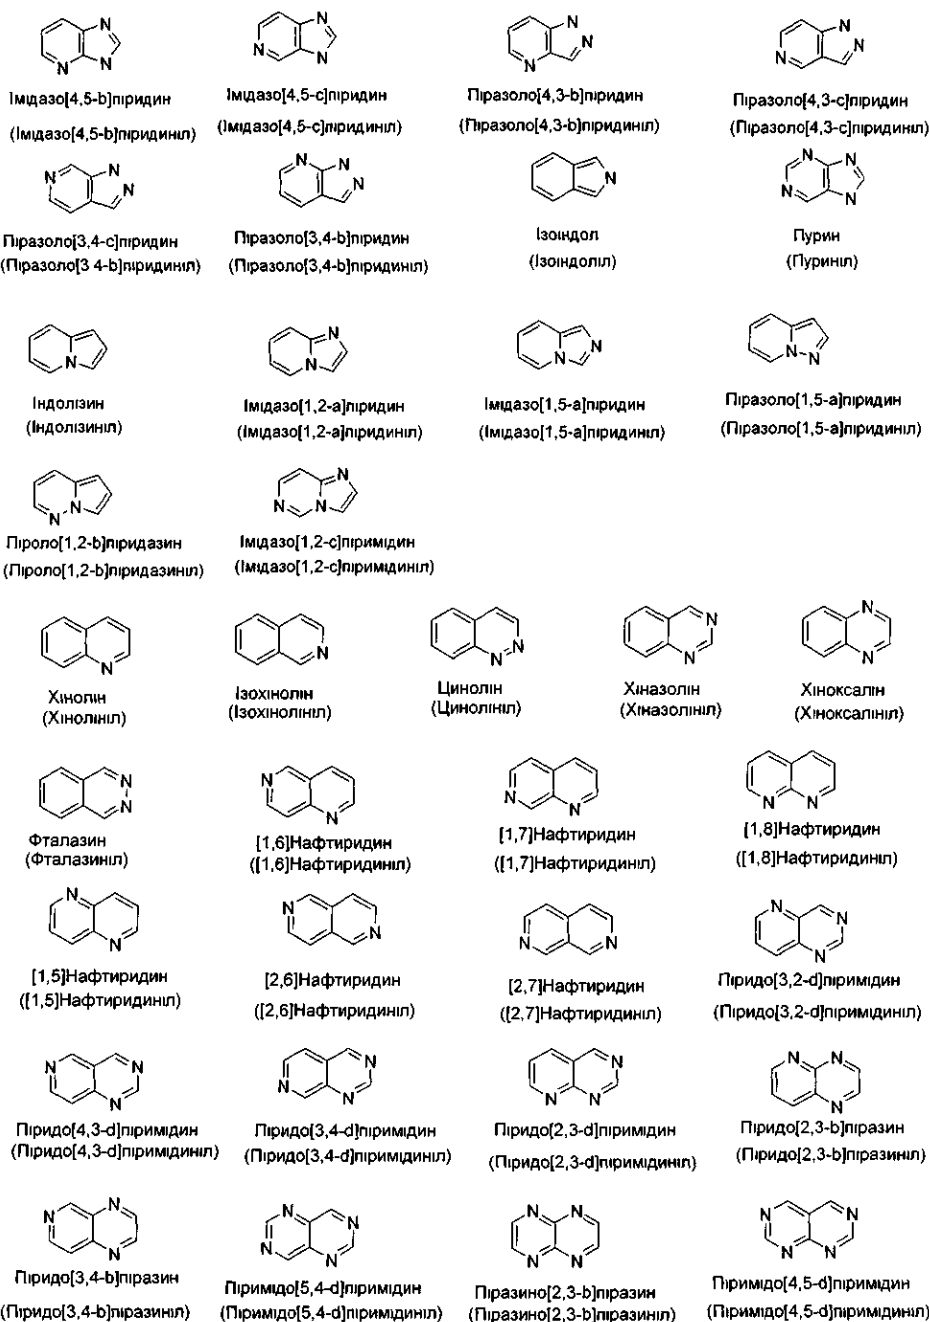 Імідазо[4,5-b]піридин
(Імідазо[4,5-b]піридиніл)
Імідазо[4,5-c]піридин
(Імідазо[4,5-c]піридиніл)
Піразоло[4,3-b]піридин
(Піразоло[4,3-b]піридиніл)
Піразоло[4,3-c]піридин
(Піразоло[4,3-c]піридиніл)
Піразоло[3,4-c]піридин
(Піразоло[3 4-b]піридиніл)
Піразоло[3,4-b]піридин
(Піразоло[3,4-b]піридиніл)
Ізоіндол
(Ізоіндоліл)
Пурин
(Пуриніл)
Індолізин
(Індолізиніл)
Імідазо[1,2-a]піридин
(Імідазо[1,2-a]піридиніл)
Імідазо[1,5-a]піридин
(Імідазо[1,5-a]піридиніл)
Піразоло[1,5-a]піридин
(Піразоло[1,5-a]піридиніл)
Піроло[1,2-b]піридазин
(Піроло[1,2-b]піридазиніл)
Імідазо[1,2-c]піримідин
(Імідазо[1,2-c]піримідиніл)
Хінолін
(Хінолініл)
Ізохінолін
(Ізохінолініл)
Цинолін
(Цинолініл)
Хіназолін
(Хіназолініл)
Хіноксалін
(Хіноксалініл)
Фталазин
(Фталазиніл)
[1,6]Нафтиридин
([1,6]Нафтиридиніл)
[1,7]Нафтиридин
([1,7]Нафтиридиніл)
[1,8]Нафтиридин
([1,8]Нафтиридиніл)
[1,5]Нафтиридин
([1,5]Нафтиридиніл)
[2,6]Нафтиридин
([2,6]Нафтиридиніл)
[2,7]Нафтиридин
([2,7]Нафтиридиніл)
Піридо[3,2-d]піримідин
(Піридо[3,2-d]піримідиніл)
Піридо[4,3-d]піримідин
(Піридо[4,3-d]піримідиніл)
Піридо[3,4-d]піримідин
(Піридо[3,4-d]піримідиніл)
Піридо[2,3-d]піримідин
(Піридо[2,3-d]піримідиніл)
Піридо[2,3-b]піразин
(Піридо[2,3-b]піразиніл)
Піридо[3,4-b]піразин
(Піридо[3,4-b]піразиніл)
Піримідо[5,4-d]піримідин
(Піримідо[5,4-d]піримідиніл)
Піразино[2,3-b]піразин
(Піразино[2,3-b]піразиніл)
Піримідо[4,5-d]піримідин
(Піримідо[4,5-d]піримідиніл)